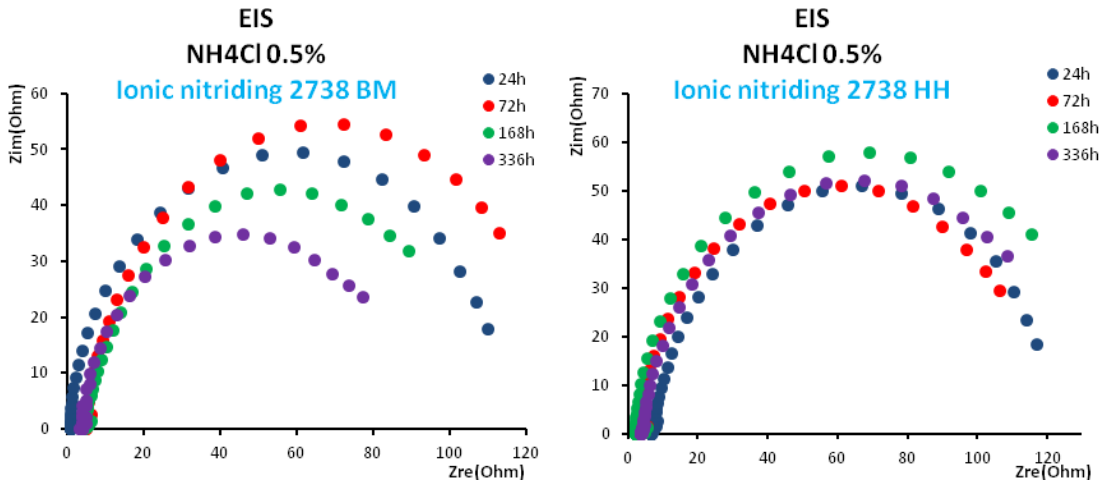 EIS
NH4Cl 0.5%
Ionic nitriding 2738 BM
Zim(Ohm)
60
50
40
30
20
10
0
0 20 40 60 80 100 120
Zre(Ohm)
24h
72h
168h
336h
EIS
NH4Cl 0.5%
Ionic nitriding 2738 HH
Zim(Ohm)
70
60
50
40
30
20
10
0
0 20 40 60 80 100 120
Zre(Ohm)
24h
72h
168h
336h